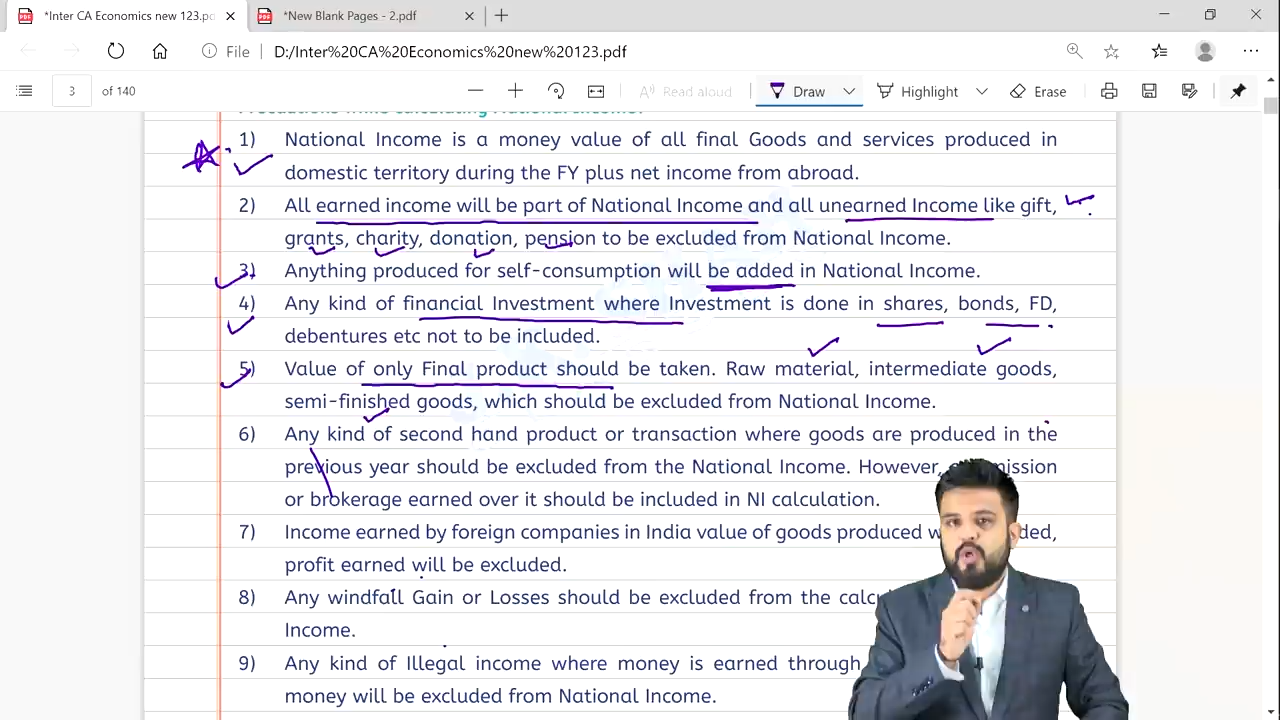 *Inter CA Economics new 123.pd
*New Blank Pages - 2.pdf
File D:/Inter%20CA%20Economics%20new%20123.pdf
3 of 140 Read aloud Draw Highlight Erase
Precautions while calculating National Income:
1) National Income is a money value of all final Goods and services produced in
domestic territory during the FY plus net income from abroad.
2) All earned income will be part of National Income and all unearned Income like gift,
grants, charity, donation, pension to be excluded from National Income.
3) Anything produced for self-consumption will be added in National Income.
4) Any kind of financial Investment where Investment is done in shares, bonds, FD,
debentures etc not to be included.
5) Value of only Final product should be taken. Raw material, intermediate goods,
semi-finished goods, which should be excluded from National Income.
6) Any kind of second hand product or transaction where goods are produced in the
previous year should be excluded from the National Income. However, commission
or brokerage earned over it should be included in NI calculation.
7) Income earned by foreign companies in India value of goods produced
profit earned will be excluded.
8) Any windfall Gain or Losses should be excluded from the
Income.
9) Any kind of Illegal income where money is earned through
money will be excluded from National Income.